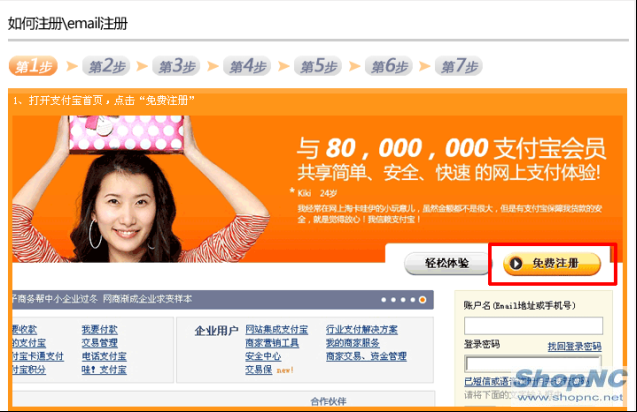 如何注册\email注册
第1步 第2步 第3步 第4步 第5步 第6步 第7步
1、打开支付宝首页，点击“免费注册”
与 80，000，000 支付宝会员
共享简单、安全、快速 的网上支付体验!
* Kiki 24岁
我经常在网上淘卡哇伊的小玩意儿，虽然金额都不是很大，但是有支付宝保障我货款的安
全，就是觉得放心！我信赖支付宝！
轻松体验 免费注册
子商务帮中小企业过冬 网商渐成企业求变样本
账户名(Email地址或手机号)
要收款 我要付款 企业用户 网站集成支付宝 行业支付解决方案
的支付宝 交易管理 商家营销工具 我的商家服务
付宝卡通支付 电话支付宝 安全中心 商家交易、资金管理
付宝积分 哇！支付宝 交易保 new!
登录密码 找回登录密码
合作伙伴
ShopNC
www.shopnc.net